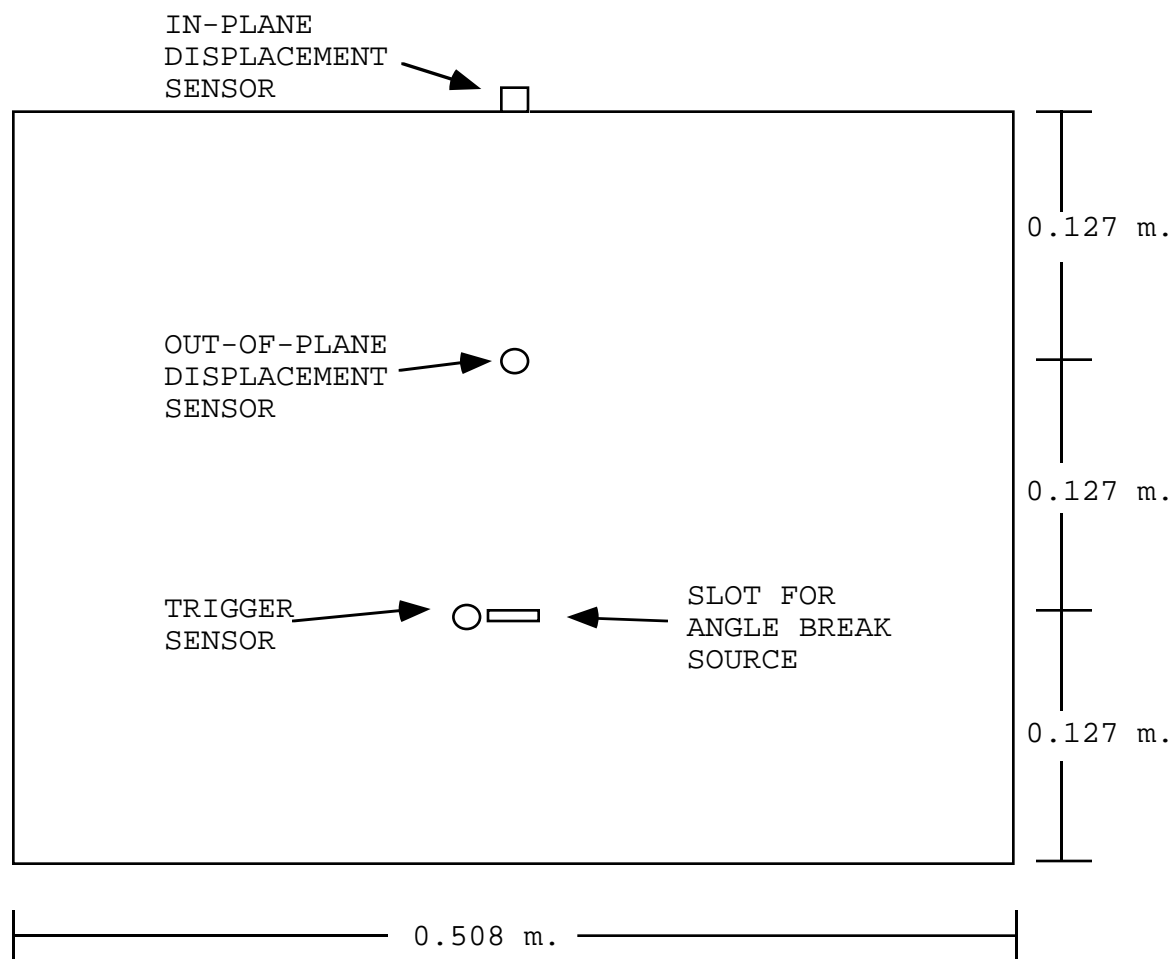 IN-PLANE
DISPLACEMENT
SENSOR
0.127 m.
OUT-OF-PLANE
DISPLACEMENT
SENSOR
0.127 m.
TRIGGER
SENSOR
SLOT FOR
ANGLE BREAK
SOURCE
0.127 m.
0.508 m.